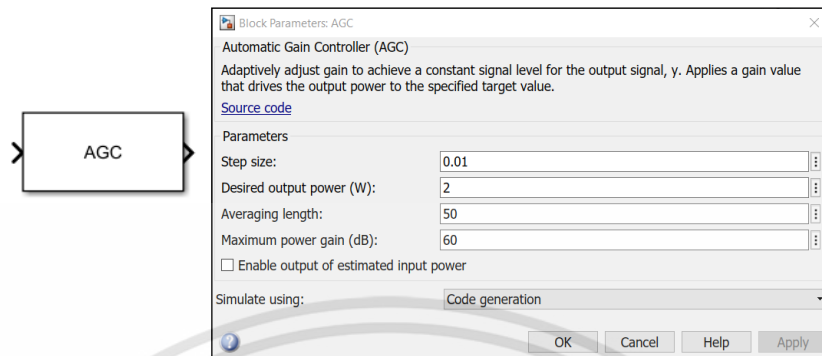 AGC
Block Parameters: AGC
Automatic Gain Controller (AGC)
Adaptively adjust gain to achieve a constant signal level for the output signal, y. Applies a gain value
that drives the output power to the specified target value.
Source code
Parameters
Step size: 0.01
Desired output power (W): 2
Averaging length: 50
Maximum power gain (dB): 60
Enable output of estimated input power
Simulate using: Code generation
? OK Cancel Help Apply